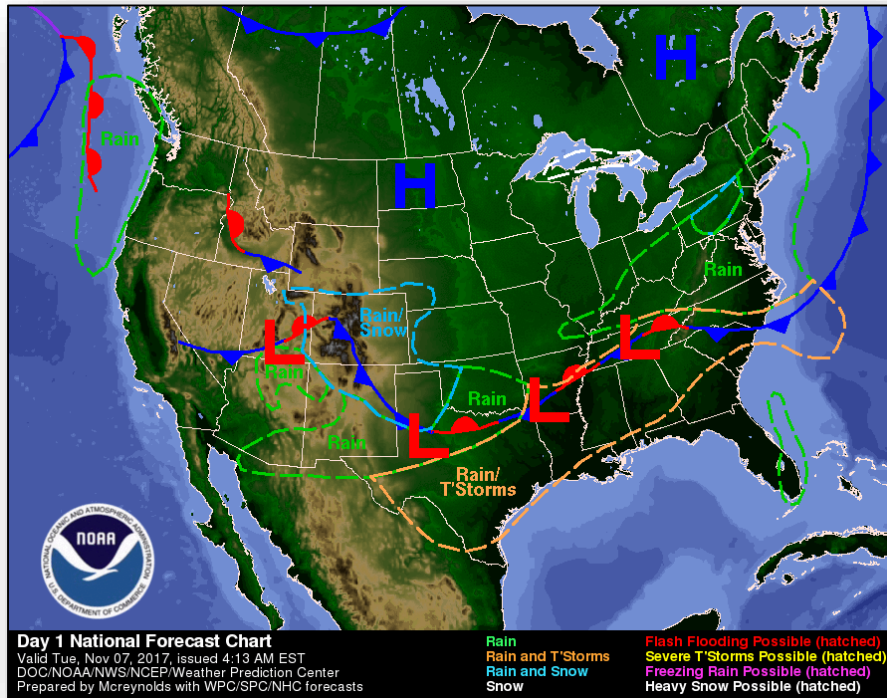 H
H
Rain
Rain
Rain/
Snow
L
L
Rain
Rain
L
L
Rain
Rain/
T'Storms
NATIONAL OCEANIC AND ATMOSPHERIC ADMINISTRATION
NOAA
U.S. DEPARTMENT OF COMMERCE
Day 1 National Forecast Chart
Valid Tue, Nov 07, 2017, issued 4:13 AM EST
DOC/NOAA/NWS/NCEP/Weather Prediction Center
Prepared by Mcreynolds with WPC/SPC/NHC forecasts
Rain
Rain and T'Storms
Rain and Snow
Snow
Flash Flooding Possible (hatched)
Severe T'Storms Possible (hatched)
Freezing Rain Possible (hatched)
Heavy Snow Possible (hatched)